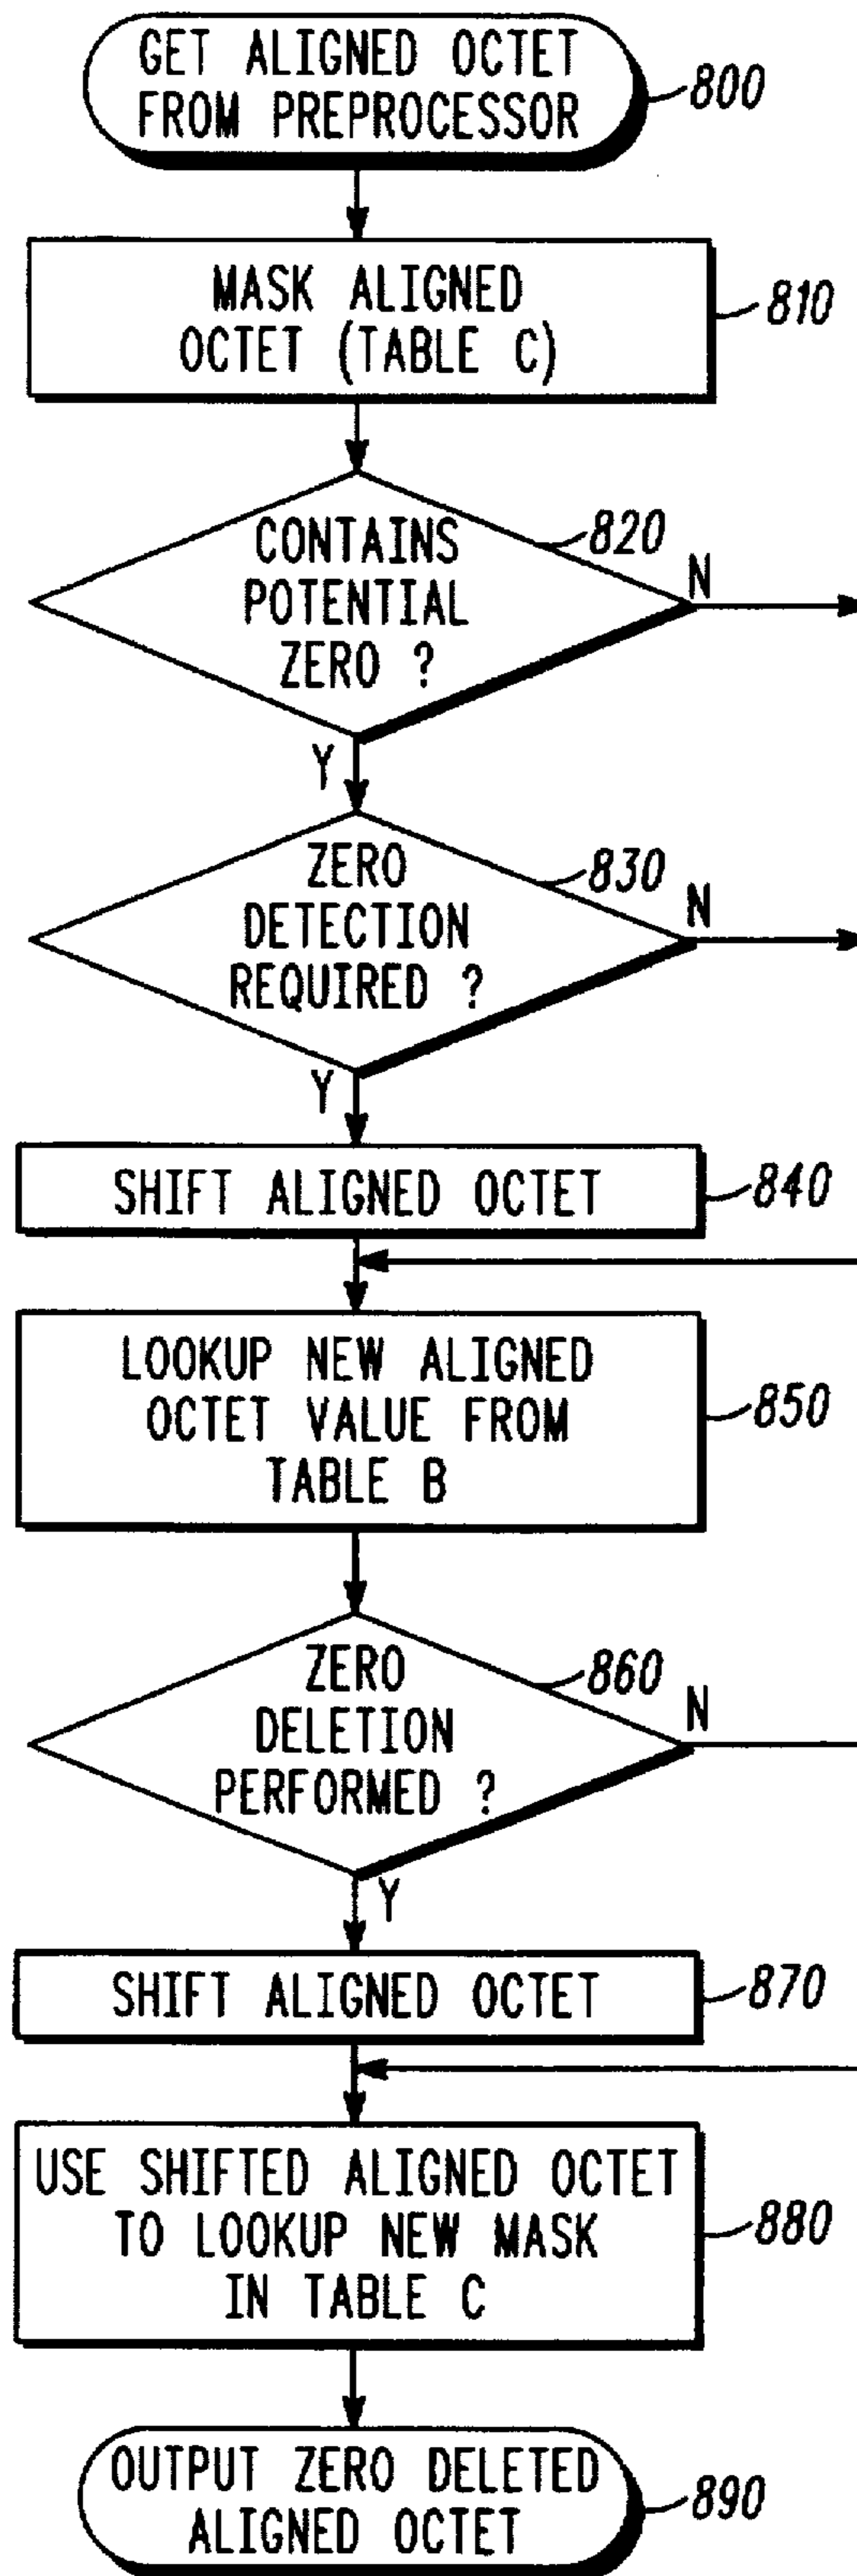 GET ALIGNED OCTET
FROM PREPROCESSOR
800
MASK ALIGNED
OCTET (TABLE C)
810
CONTAINS
POTENTIAL
ZERO ?
820
N
Y
ZERO
DETECTION
REQUIRED ?
830
N
Y
SHIFT ALIGNED OCTET
840
LOOKUP NEW ALIGNED
OCTET VALUE FROM
TABLE B
850
ZERO
DELETION
PERFORMED ?
860
N
Y
SHIFT ALIGNED OCTET
870
USE SHIFTED ALIGNED OCTET
TO LOOKUP NEW MASK
IN TABLE C
880
OUTPUT ZERO DELETED
ALIGNED OCTET
890